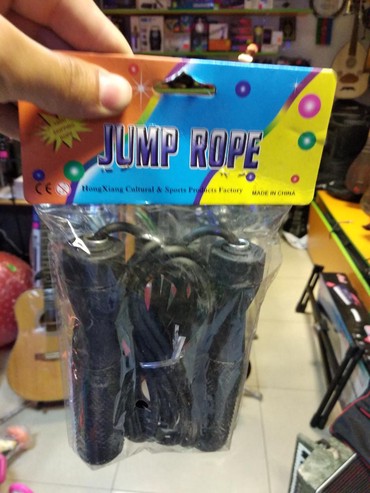 JUMP ROPE
CE
HongXiang Cultural & Sports Products Factory
MADE IN CHINA